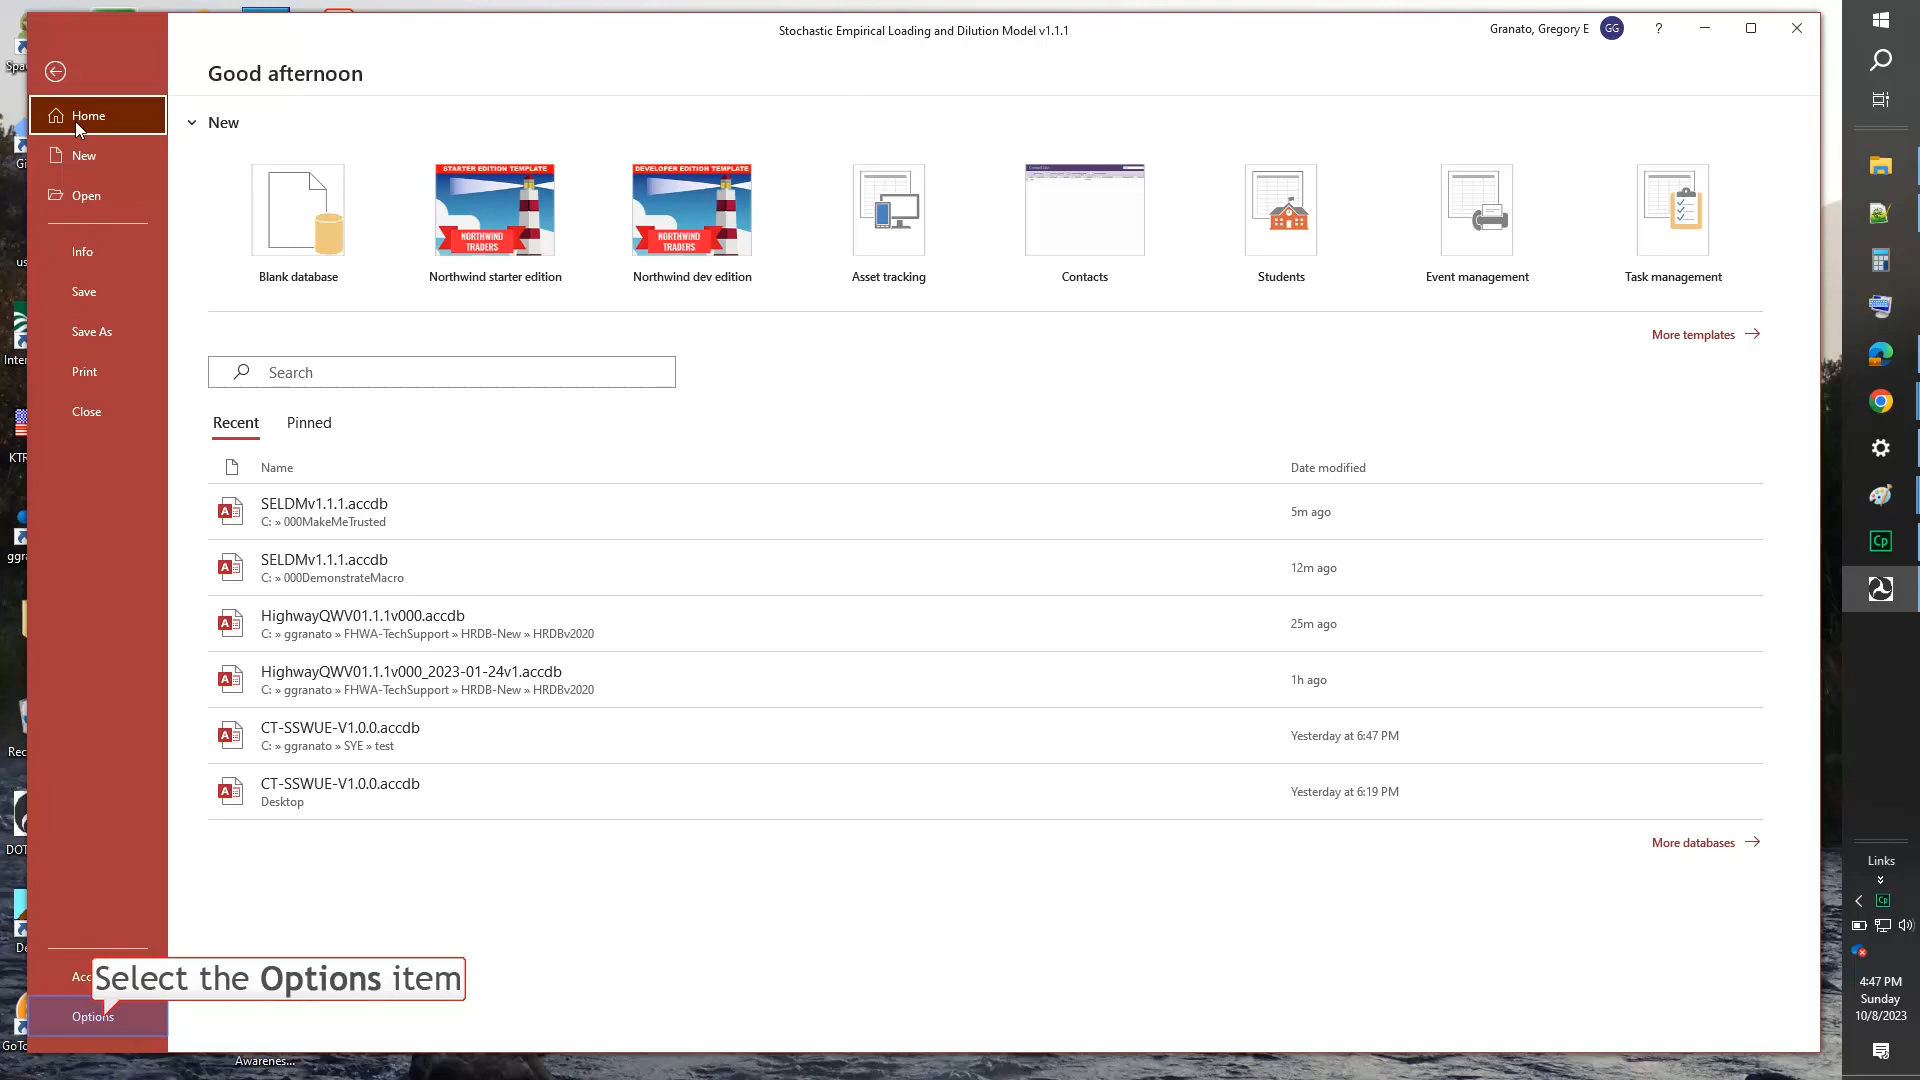 Stochastic Empirical Loading and Dilution Model v1.1.1
Granato, Gregory E
GG
?
Good afternoon
Home
New
Open
Info
Save
Save As
Print
Close
Options
New
STARTER EDITION TEMPLATE
NORTHWIND
TRADERS
DEVELOPER EDITION TEMPLATE
NORTHWIND
TRADERS
Blank database
Northwind starter edition
Northwind dev edition
Asset tracking
Contacts
Students
Event management
Task management
More templates
Search
Recent
Pinned
Name
Date modified
SELDMv1.1.1.accdb
C: » 000MakeMeTrusted
5m ago
SELDMv1.1.1.accdb
C: » 000DemonstrateMacro
12m ago
HighwayQWV01.1.1v000.accdb
C: » ggranato » FHWA-TechSupport » HRDB-New » HRDBv2020
25m ago
HighwayQWV01.1.1v000_2023-01-24v1.accdb
C: » ggranato » FHWA-TechSupport » HRDB-New » HRDBv2020
1h ago
CT-SSWUE-V1.0.0.accdb
C: » ggranato » SYE » test
Yesterday at 6:47 PM
CT-SSWUE-V1.0.0.accdb
Desktop
Yesterday at 6:19 PM
More databases
Select the Options item
Awarenes...
Cp
Links
Cp
4:47 PM
Sunday
10/8/2023